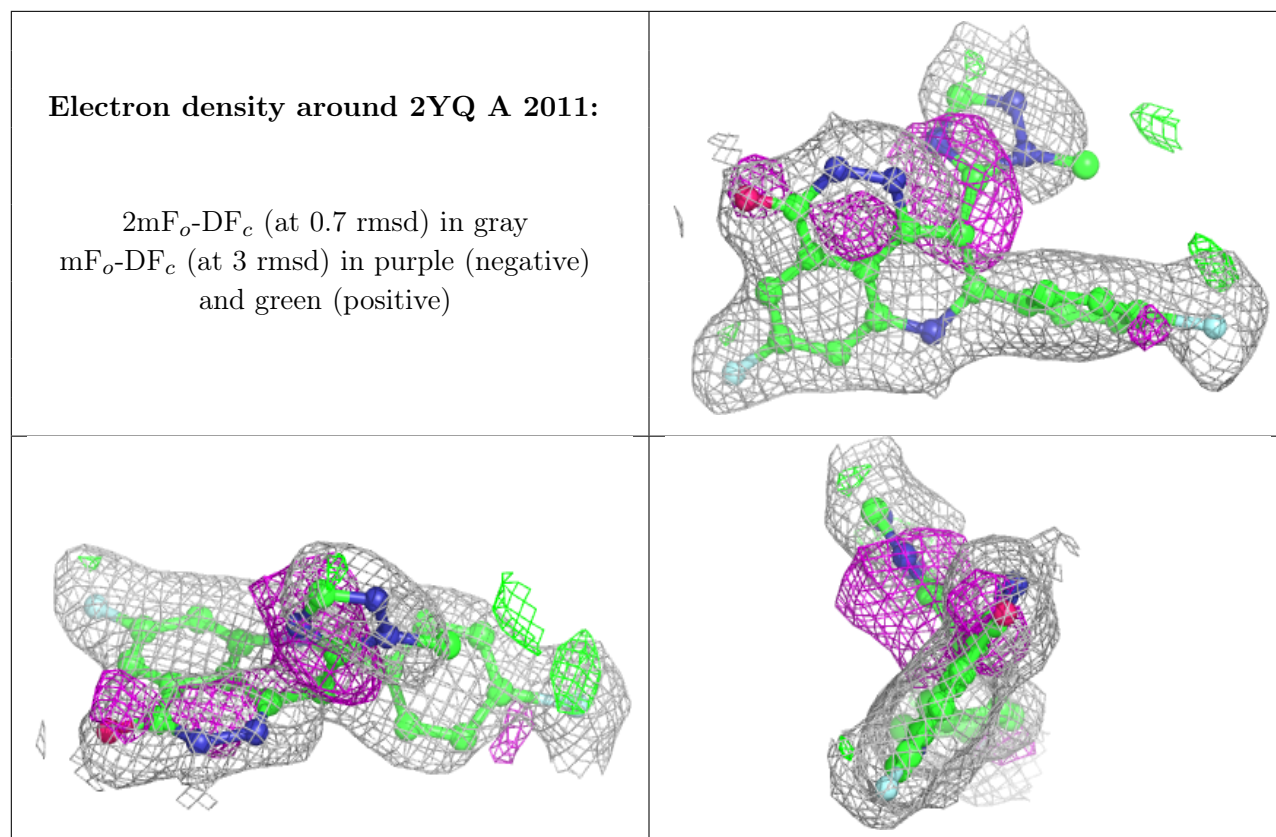 Electron density around 2YQ A 2011:
2mFo-DFc (at 0.7 rmsd) in gray
mFo-DFc (at 3 rmsd) in purple (negative)
and green (positive)